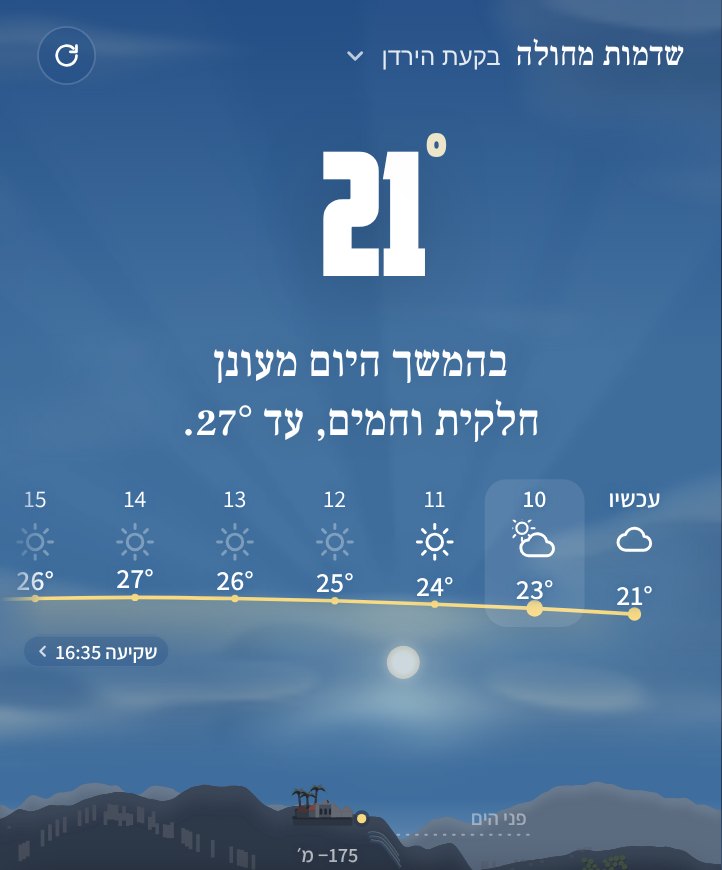 שדמות מחולה בקעת הירדן
21°
בהמשך היום מעונן
חלקית וחמים, עד 27°.
עכשיו 10 11 12 13 14 15
21° 23° 24° 25° 26° 27° 26°
שקיעה 16:35
פני הים
−175 מ׳